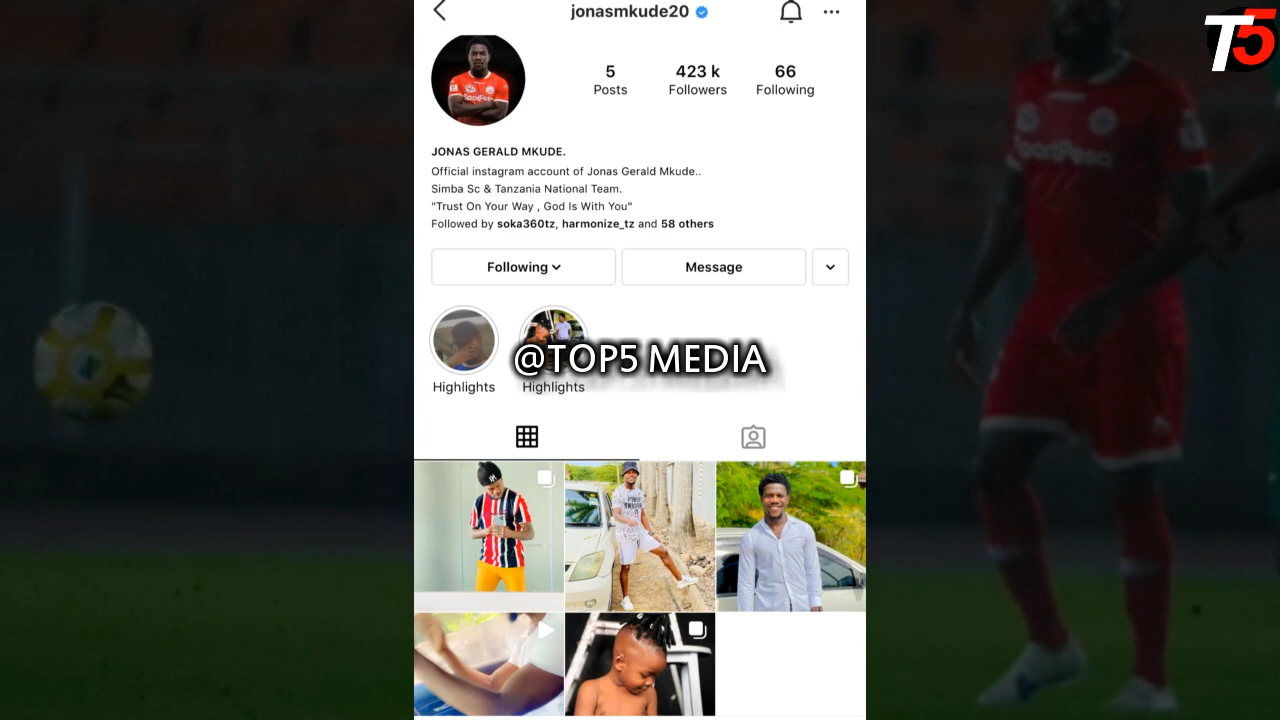 jonasmkude20
T5
5
423 k
66
Posts
Followers
Following
JONAS GERALD MKUDE.
Official instagram account of Jonas Gerald Mkude..
Simba Sc & Tanzania National Team.
"Trust On Your Way , God Is With You"
Followed by soka360tz, harmonize_tz and 58 others
Following
Message
@TOP5 MEDIA
Highlights
Highlights
SportPesa
SportPesa